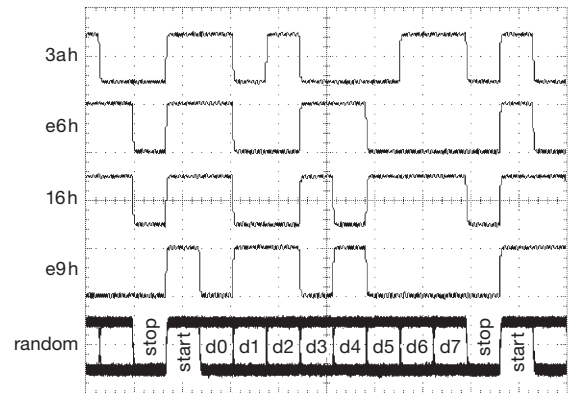 3ah
e6h
16h
e9h
random
stop
start
d0
d1
d2
d3
d4
d5
d6
d7
stop
start